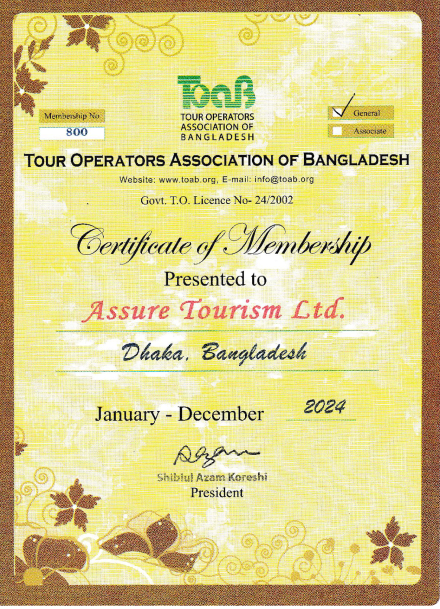 ToaB
TOUR OPERATORS
ASSOCIATION OF
BANGLADESH
Membership No
800
General
Associate
TOUR OPERATORS ASSOCIATION OF BANGLADESH
Website: www.toab.org, E-mail: info@toab.org
Govt. T.O. Licence No- 24/2002
Certificate of Membership
Presented to
Assure Tourism Ltd.
Dhaka, Bangladesh
January - December 2024
Shiblul Azam Koreshi
President